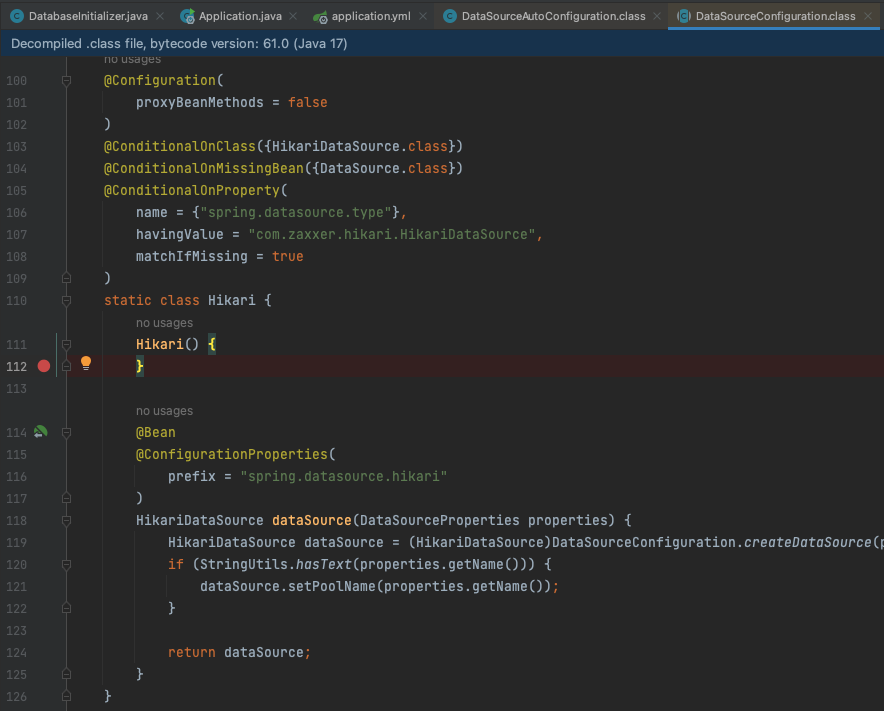 DatabaseInitializer.java Application.java application.yml DataSourceAutoConfiguration.class DataSourceConfiguration.class
Decompiled .class file, bytecode version: 61.0 (Java 17)
no usages
100 @Configuration(
101 proxyBeanMethods = false
102 )
103 @ConditionalOnClass({HikariDataSource.class})
104 @ConditionalOnMissingBean({DataSource.class})
105 @ConditionalOnProperty(
106 name = {"spring.datasource.type"},
107 havingValue = "com.zaxxer.hikari.HikariDataSource",
108 matchIfMissing = true
109 )
110 static class Hikari {
no usages
111 Hikari() {
112 }
113
no usages
114 @Bean
115 @ConfigurationProperties(
116 prefix = "spring.datasource.hikari"
117 )
118 HikariDataSource dataSource(DataSourceProperties properties) {
119 HikariDataSource dataSource = (HikariDataSource)DataSourceConfiguration.createDataSource(
120 if (StringUtils.hasText(properties.getName())) {
121 dataSource.setPoolName(properties.getName());
122 }
123
124 return dataSource;
125 }
126 }